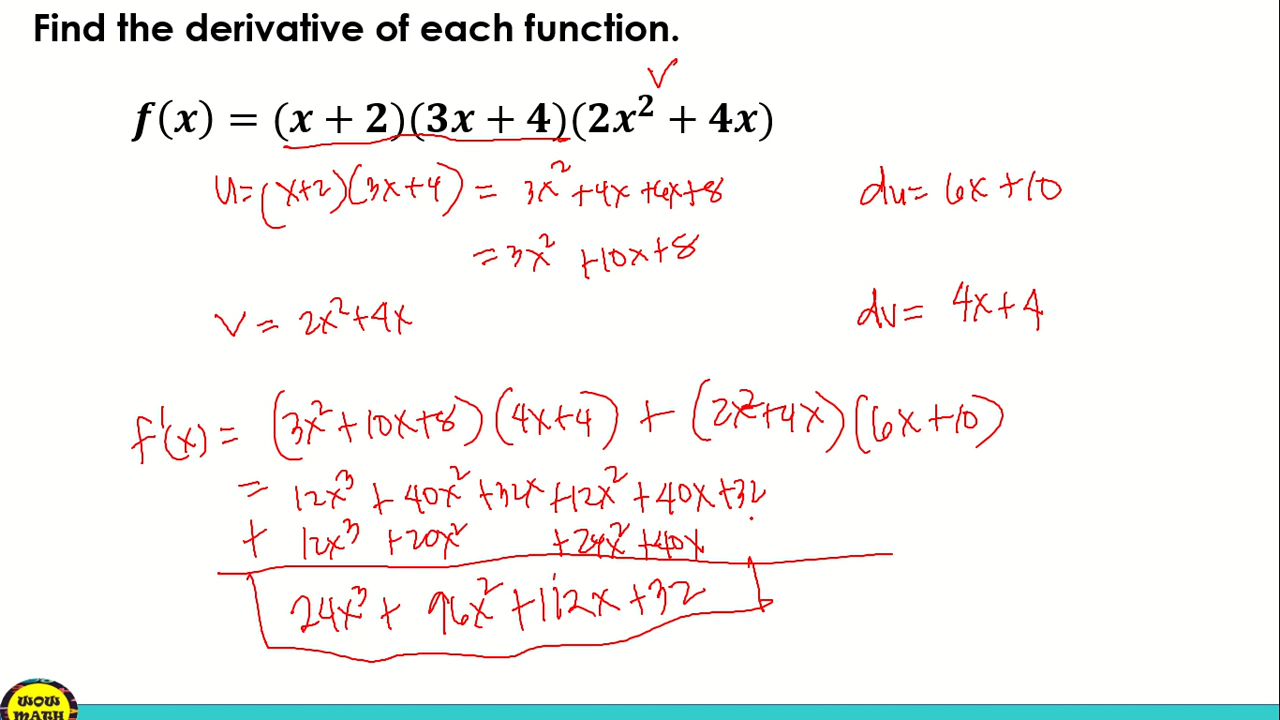 Find the derivative of each function.
v
f(x) = (x + 2)(3x + 4)(2x² + 4x)
u= (x+2)(3x+4) = 3x² +4x +6x+8 du= 6x+10
= 3x² +10x+8
v = 2x²+4x dv= 4x+4
f'(x) = (3x²+10x+8)(4x+4) + (2x²+4x)(6x+10)
= 12x³ + 40x² +32x +12x² +40x+32
+ 12x³ +20x² +24x² +40x
24x³ + 96x² +112x +32
WOW
MATH